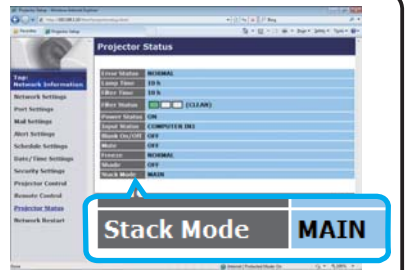 Projector Status
Top:
Network Information
Network Settings
Port Settings
Mail Settings
Alert Settings
Schedule Settings
Date/Time Settings
Security Settings
Projector Control
Remote Control
Projector Status
Network Restart
Error Status NORMAL
Lamp Time 10 h
Filter Time 10 h
Filter Status (CLEAN)
Power Status ON
Input Status COMPUTER IN1
Blank On/Off OFF
Mute OFF
Freeze NORMAL
Shade OFF
Stack Mode MAIN
Stack Mode MAIN